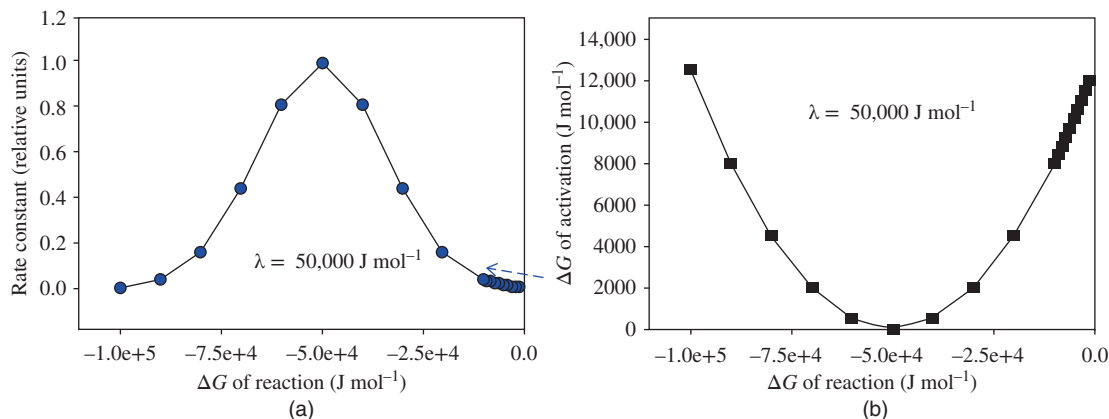 1.2
1.0
0.8
0.6
0.4
0.2
0.0
Rate constant (relative units)
λ = 50,000 J mol⁻¹
−1.0e+5 −7.5e+4 −5.0e+4 −2.5e+4 0.0
ΔG of reaction (J mol⁻¹)
(a)
14,000
12,000
10,000
8000
6000
4000
2000
0
ΔG of activation (J mol⁻¹)
λ = 50,000 J mol⁻¹
−1.0e+5 −7.5e+4 −5.0e+4 −2.5e+4 0.0
ΔG of reaction (J mol⁻¹)
(b)